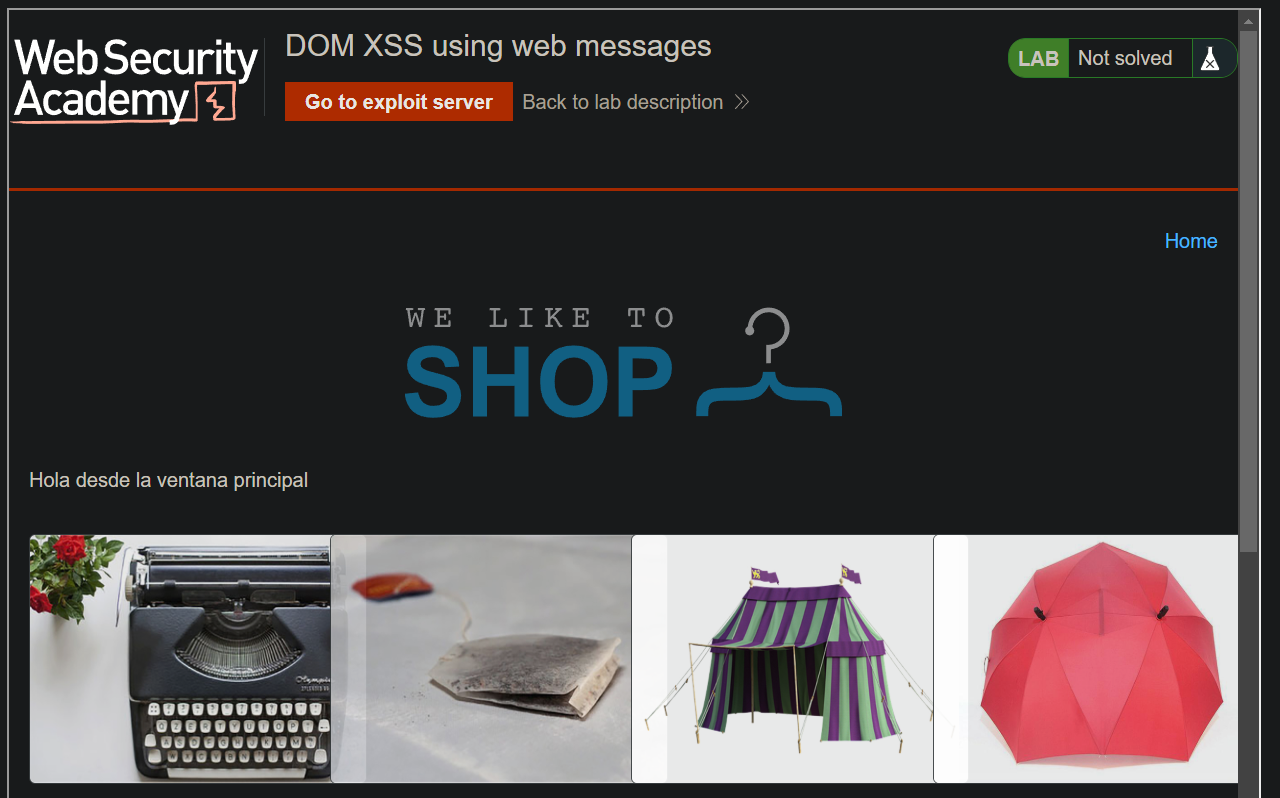 Web Security
Academy
DOM XSS using web messages
Go to exploit server
Back to lab description
LAB
Not solved
Home
WE LIKE TO
SHOP
Hola desde la ventana principal